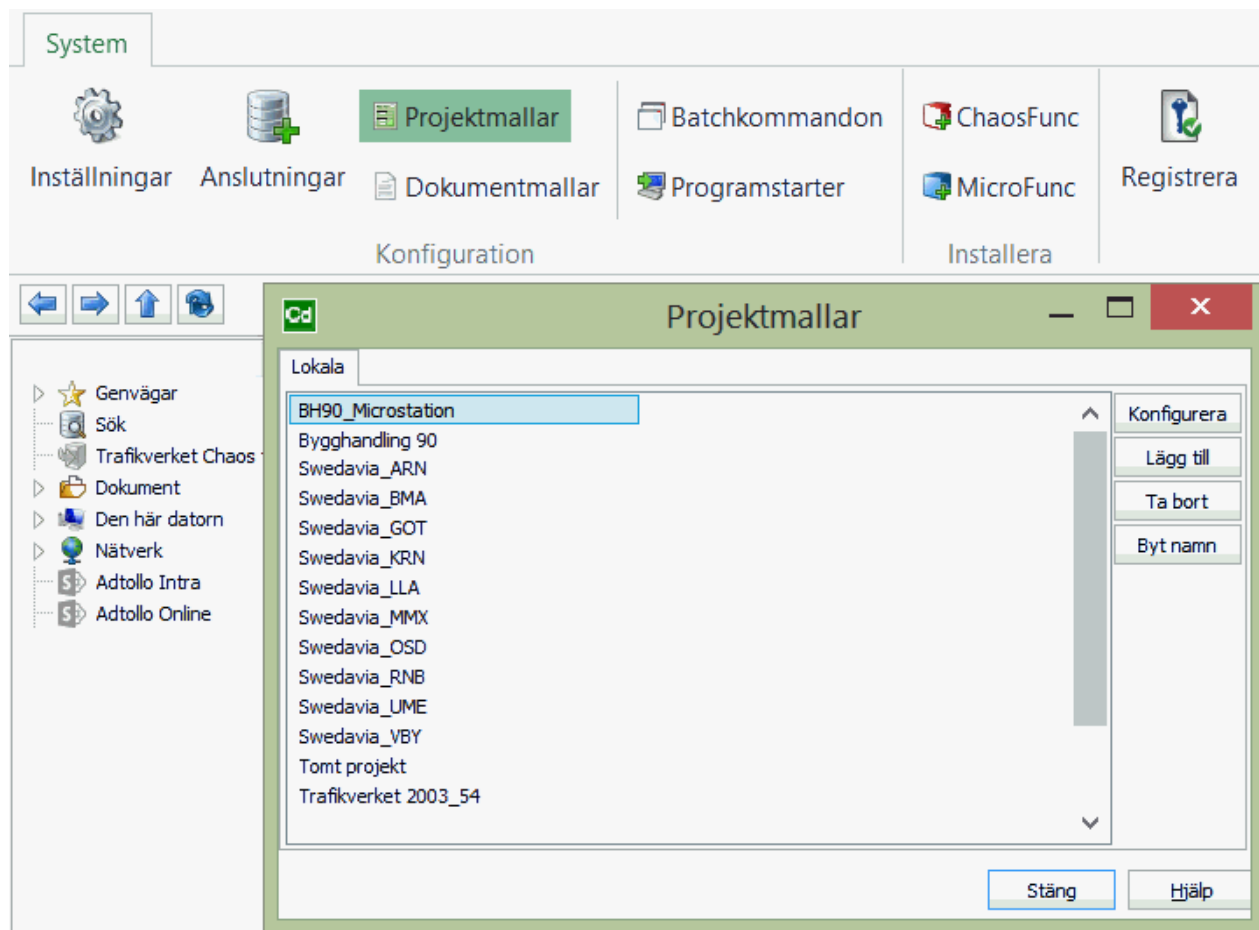 System
Inställningar
Anslutningar
Projektmallar
Dokumentmallar
Batchkommandon
Programstarter
Konfiguration
ChaosFunc
MicroFunc
Installera
Registrera
Genvägar
Sök
Trafikverket Chaos
Dokument
Den här datorn
Nätverk
Adtollo Intra
Adtollo Online
Cd
Projektmallar
Lokala
BH90_Microstation
Bygghandling 90
Swedavia_ARN
Swedavia_BMA
Swedavia_GOT
Swedavia_KRN
Swedavia_LLA
Swedavia_MMX
Swedavia_OSD
Swedavia_RNB
Swedavia_UME
Swedavia_VBY
Tomt projekt
Trafikverket 2003_54
Konfigurera
Lägg till
Ta bort
Byt namn
Stäng
Hjälp